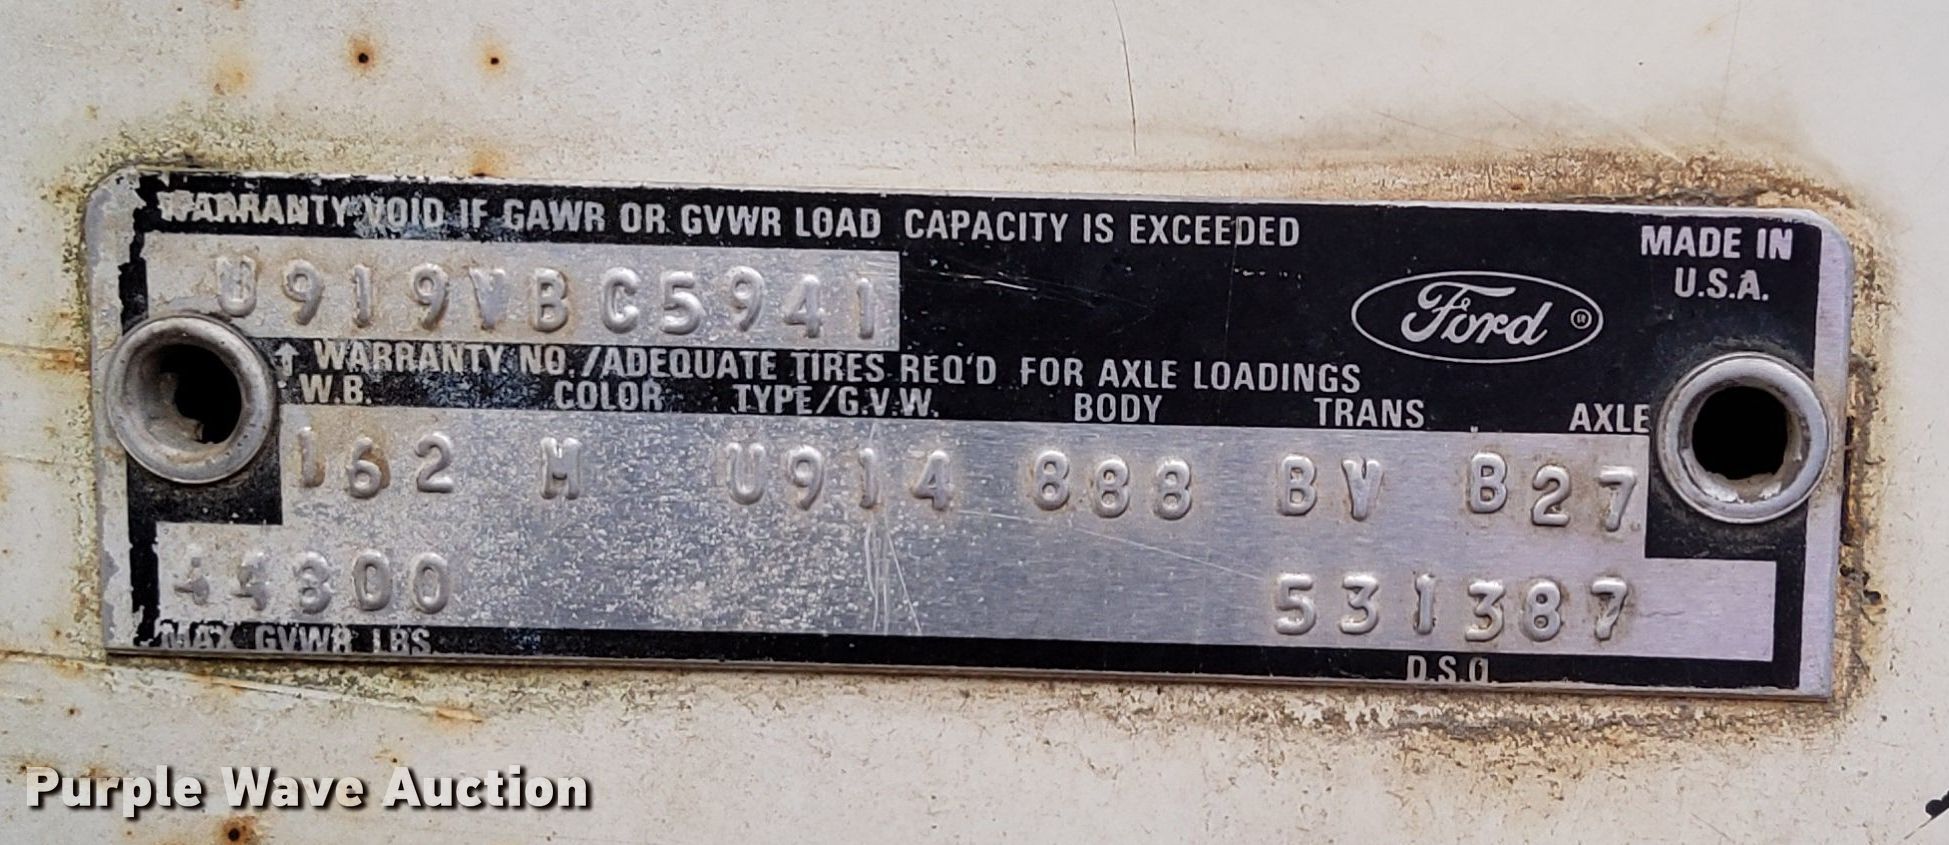 WARRANTY VOID IF GAWR OR GVWR LOAD CAPACITY IS EXCEEDED
MADE IN
U.S.A.
U919VBC5941
Ford
↑ WARRANTY NO./ADEQUATE TIRES REQ'D FOR AXLE LOADINGS
W.B. COLOR TYPE/G.V.W. BODY TRANS AXLE
162 M U914 888 BV B27
44800 531387
MAX GVWR LBS. D.S.O.
Purple Wave Auction